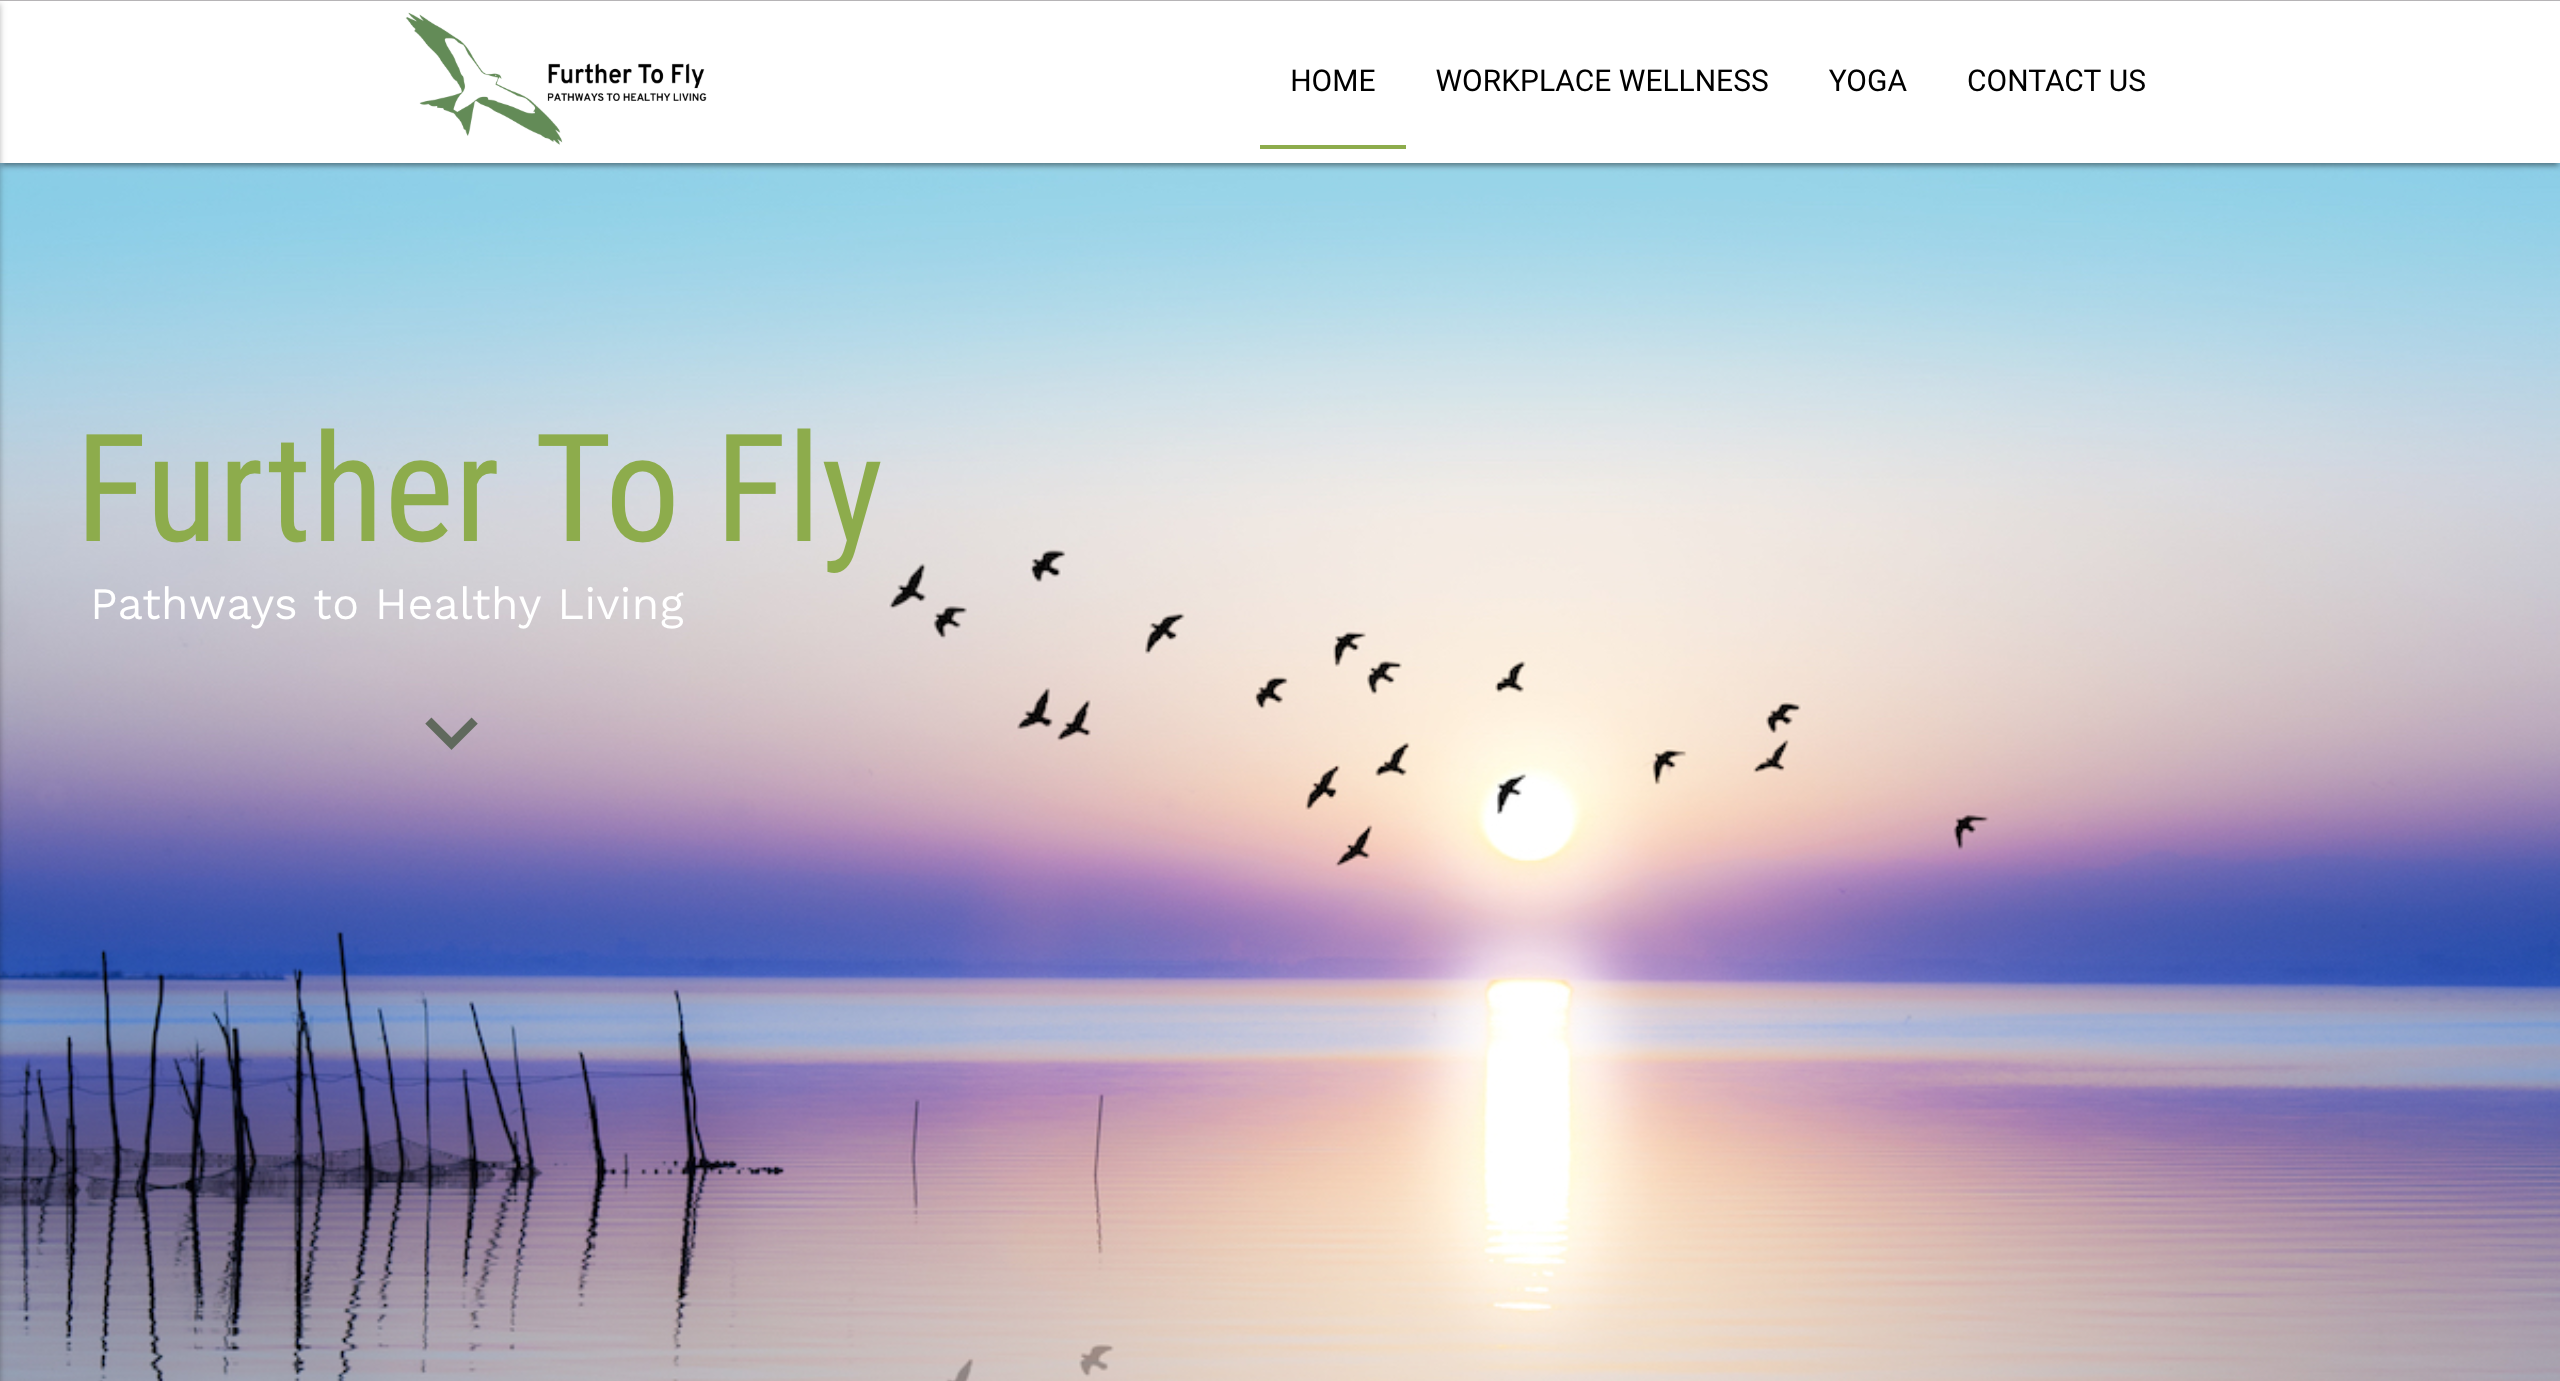 Further To Fly
PATHWAYS TO HEALTHY LIVING
HOME WORKPLACE WELLNESS YOGA CONTACT US
Further To Fly
Pathways to Healthy Living